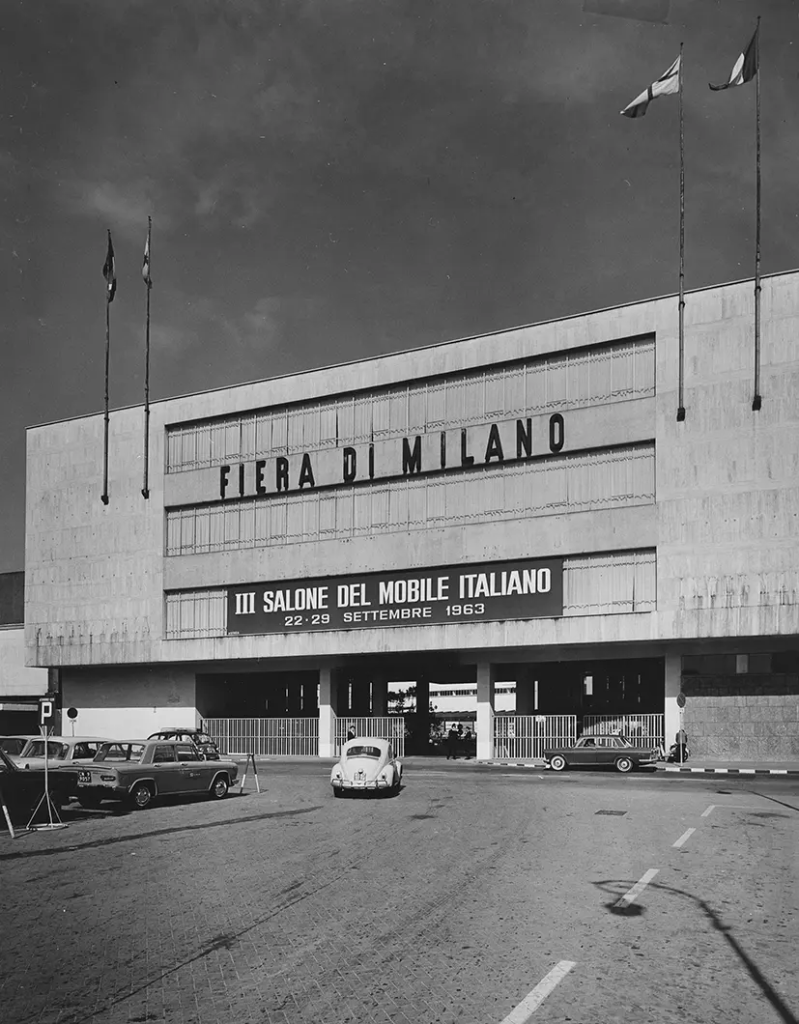 FIERA DI MILANO
III SALONE DEL MOBILE ITALIANO
22-29 SETTEMBRE 1963
P